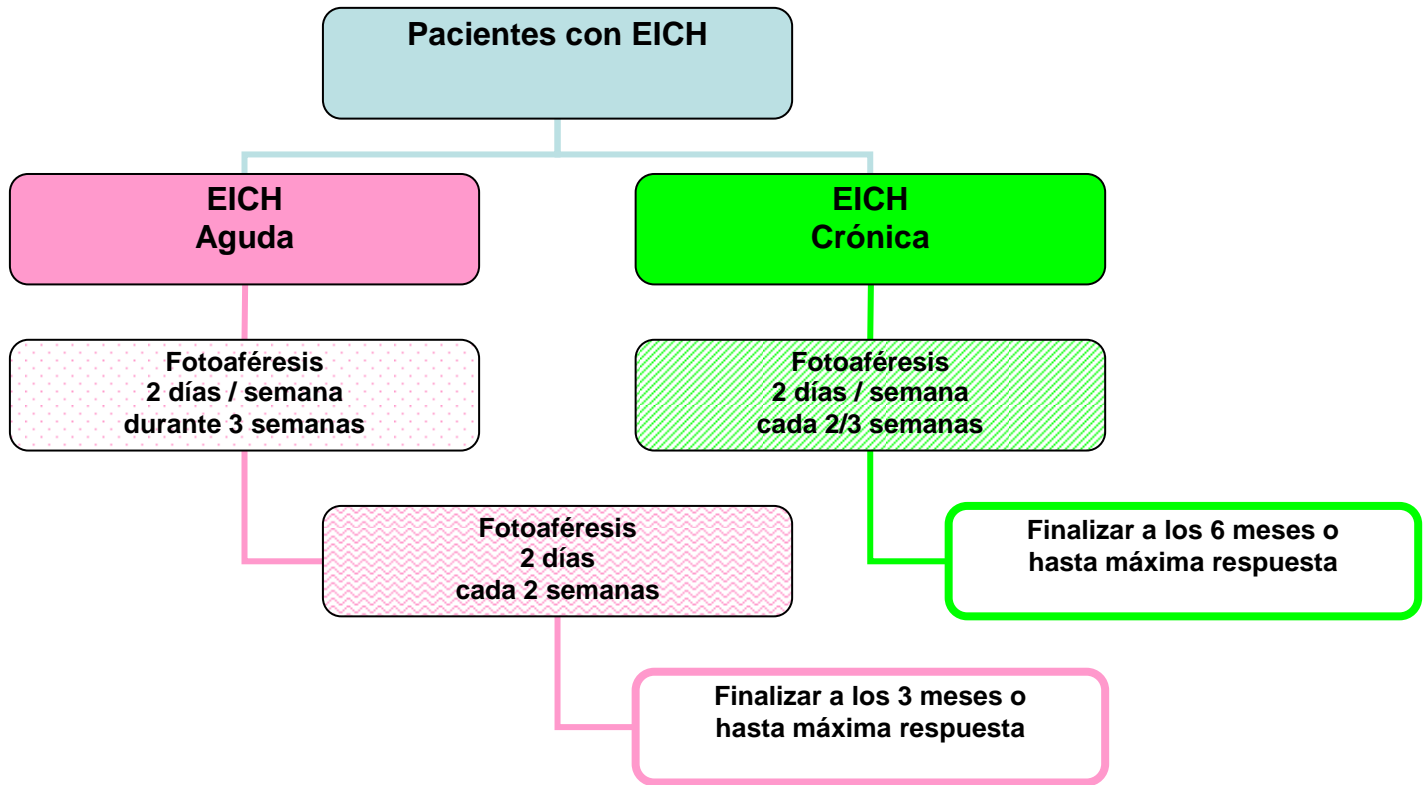 Pacientes con EICH
EICH
Aguda
EICH
Crónica
Fotoaféresis
2 días / semana
durante 3 semanas
Fotoaféresis
2 días / semana
cada 2/3 semanas
Fotoaféresis
2 días
cada 2 semanas
Finalizar a los 6 meses o
hasta máxima respuesta
Finalizar a los 3 meses o
hasta máxima respuesta